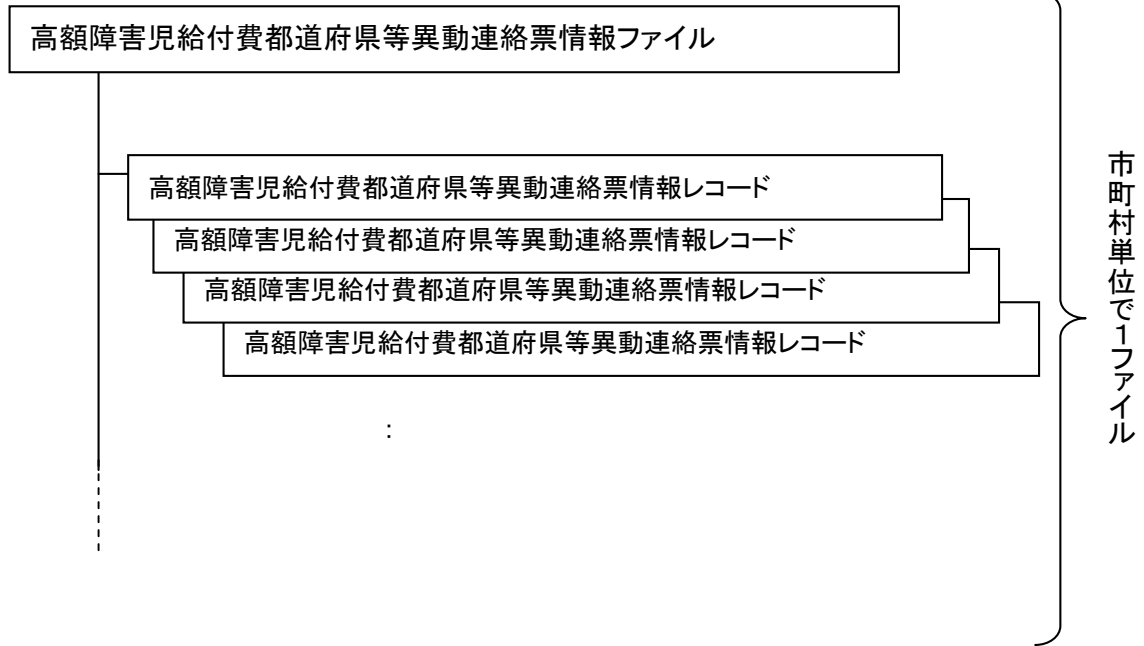 高額障害児給付費都道府県等異動連絡票情報ファイル
高額障害児給付費都道府県等異動連絡票情報レコード
高額障害児給付費都道府県等異動連絡票情報レコード
高額障害児給付費都道府県等異動連絡票情報レコード
高額障害児給付費都道府県等異動連絡票情報レコード
:
市町村単位で1ファイル